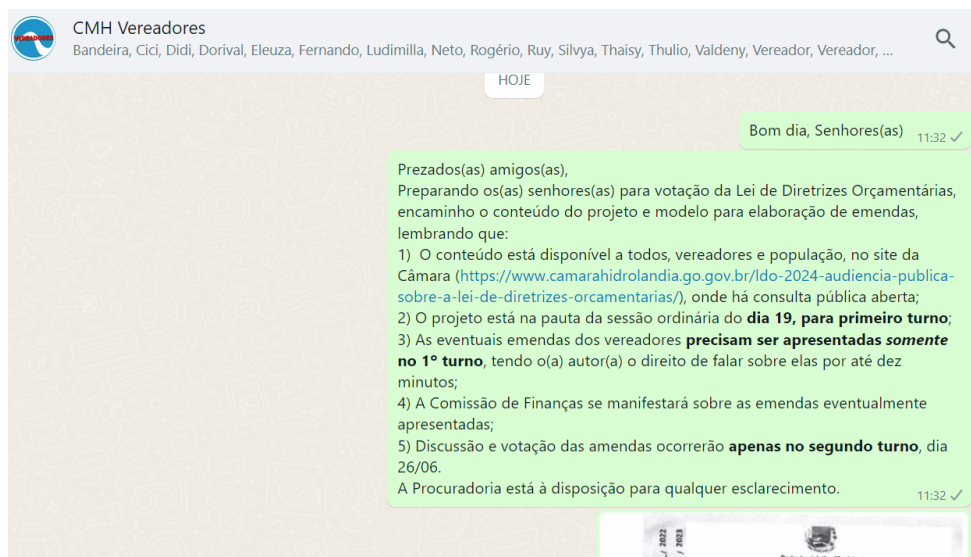 CMH Vereadores
VEREADORES
Bandeira, Cici, Didi, Dorival, Eleuza, Fernando, Ludimilla, Neto, Rogério, Ruy, Silvya, Thaisy, Thulio, Valdeny, Vereador, Vereador, ...
HOJE
Bom dia, Senhores(as)
11:32
Prezados(as) amigos(as),
Preparando os(as) senhores(as) para votação da Lei de Diretrizes Orçamentárias,
encaminho o conteúdo do projeto e modelo para elaboração de emendas,
lembrando que:
1) O conteúdo está disponível a todos, vereadores e população, no site da
Câmara (https://www.camarahidrolandia.go.gov.br/ldo-2024-audiencia-publica-
sobre-a-lei-de-diretrizes-orcamentarias/), onde há consulta pública aberta;
2) O projeto está na pauta da sessão ordinária do dia 19, para primeiro turno;
3) As eventuais emendas dos vereadores precisam ser apresentadas somente
no 1º turno, tendo o(a) autor(a) o direito de falar sobre elas por até dez
minutos;
4) A Comissão de Finanças se manifestará sobre as emendas eventualmente
apresentadas;
5) Discussão e votação das amendas ocorrerão apenas no segundo turno, dia
26/06.
A Procuradoria está à disposição para qualquer esclarecimento.
11:32
/ 2022
/ 2023